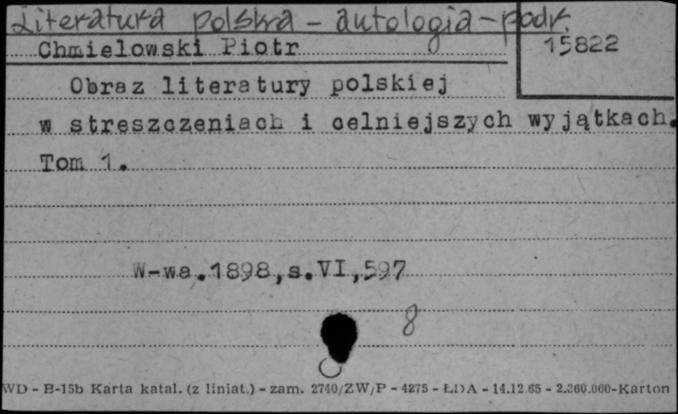 Literatura polska - autologia - podr.
Chmielowski Piotr
15822
Obraz literatury polskiej
w streszczeniach i celniejszych wyjątkach.
Tom 1.
W-wa.1898,s.VI,597
8
WD - B-15b Karta katal. (z liniat.) - zam. 2740/ZW/P - 4275 - ŁDA - 14.12.65 - 2.360.000-Karton